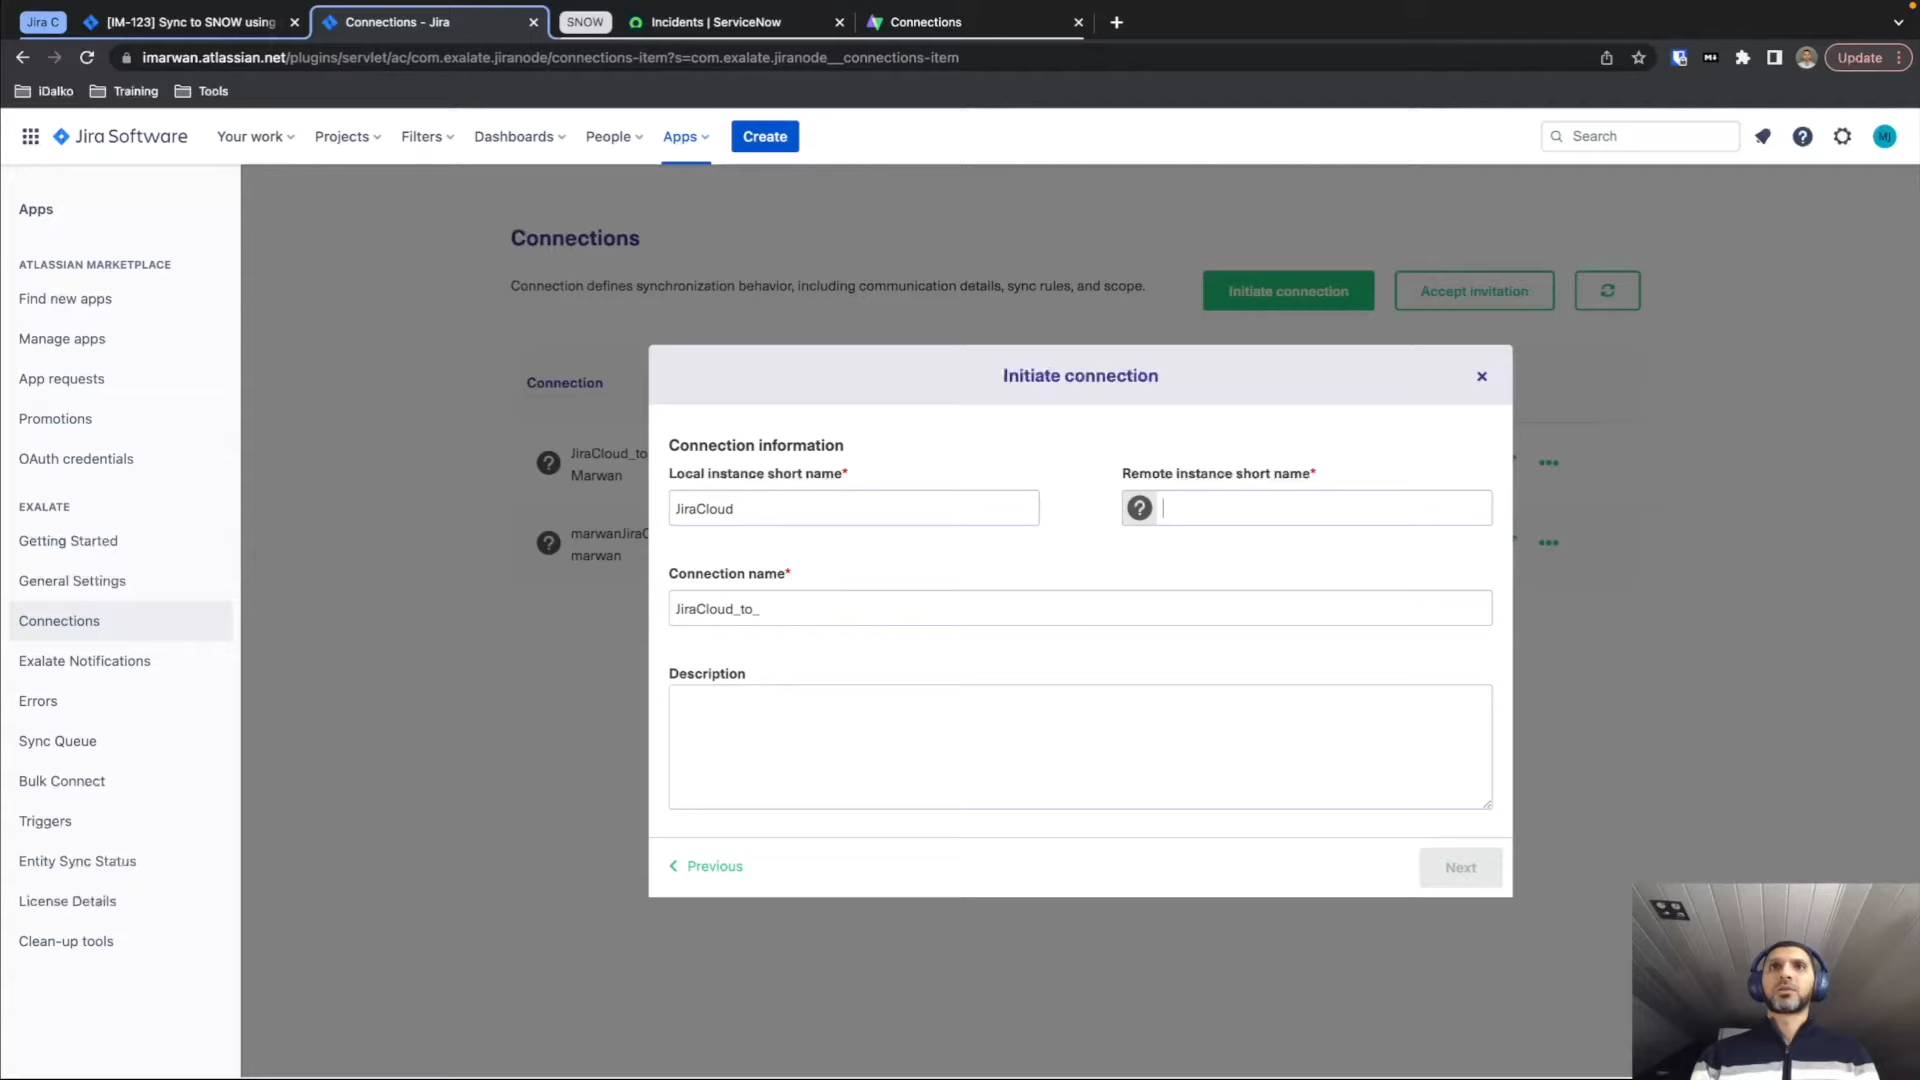 Jira C
[IM-123] Sync to SNOW using
Connections - Jira
SNOW
Incidents | ServiceNow
Connections
imarwan.atlassian.net/plugins/servlet/ac/com.exalate.jiranode/connections-item?s=com.exalate.jiranode__connections-item
Update
iDalko
Training
Tools
Jira Software
Your work
Projects
Filters
Dashboards
People
Apps
Create
Search
MJ
Apps
ATLASSIAN MARKETPLACE
Find new apps
Manage apps
App requests
Promotions
OAuth credentials
EXALATE
Getting Started
General Settings
Connections
Exalate Notifications
Errors
Sync Queue
Bulk Connect
Triggers
Entity Sync Status
License Details
Clean-up tools
Connections
Connection defines synchronization behavior, including communication details, sync rules, and scope.
Initiate connection
Accept invitation
Connection
JiraCloud_to
Marwan
marwanJiraC
marwan
Initiate connection
Connection information
Local instance short name*
JiraCloud
Remote instance short name*
Connection name*
JiraCloud_to_
Description
Previous
Next